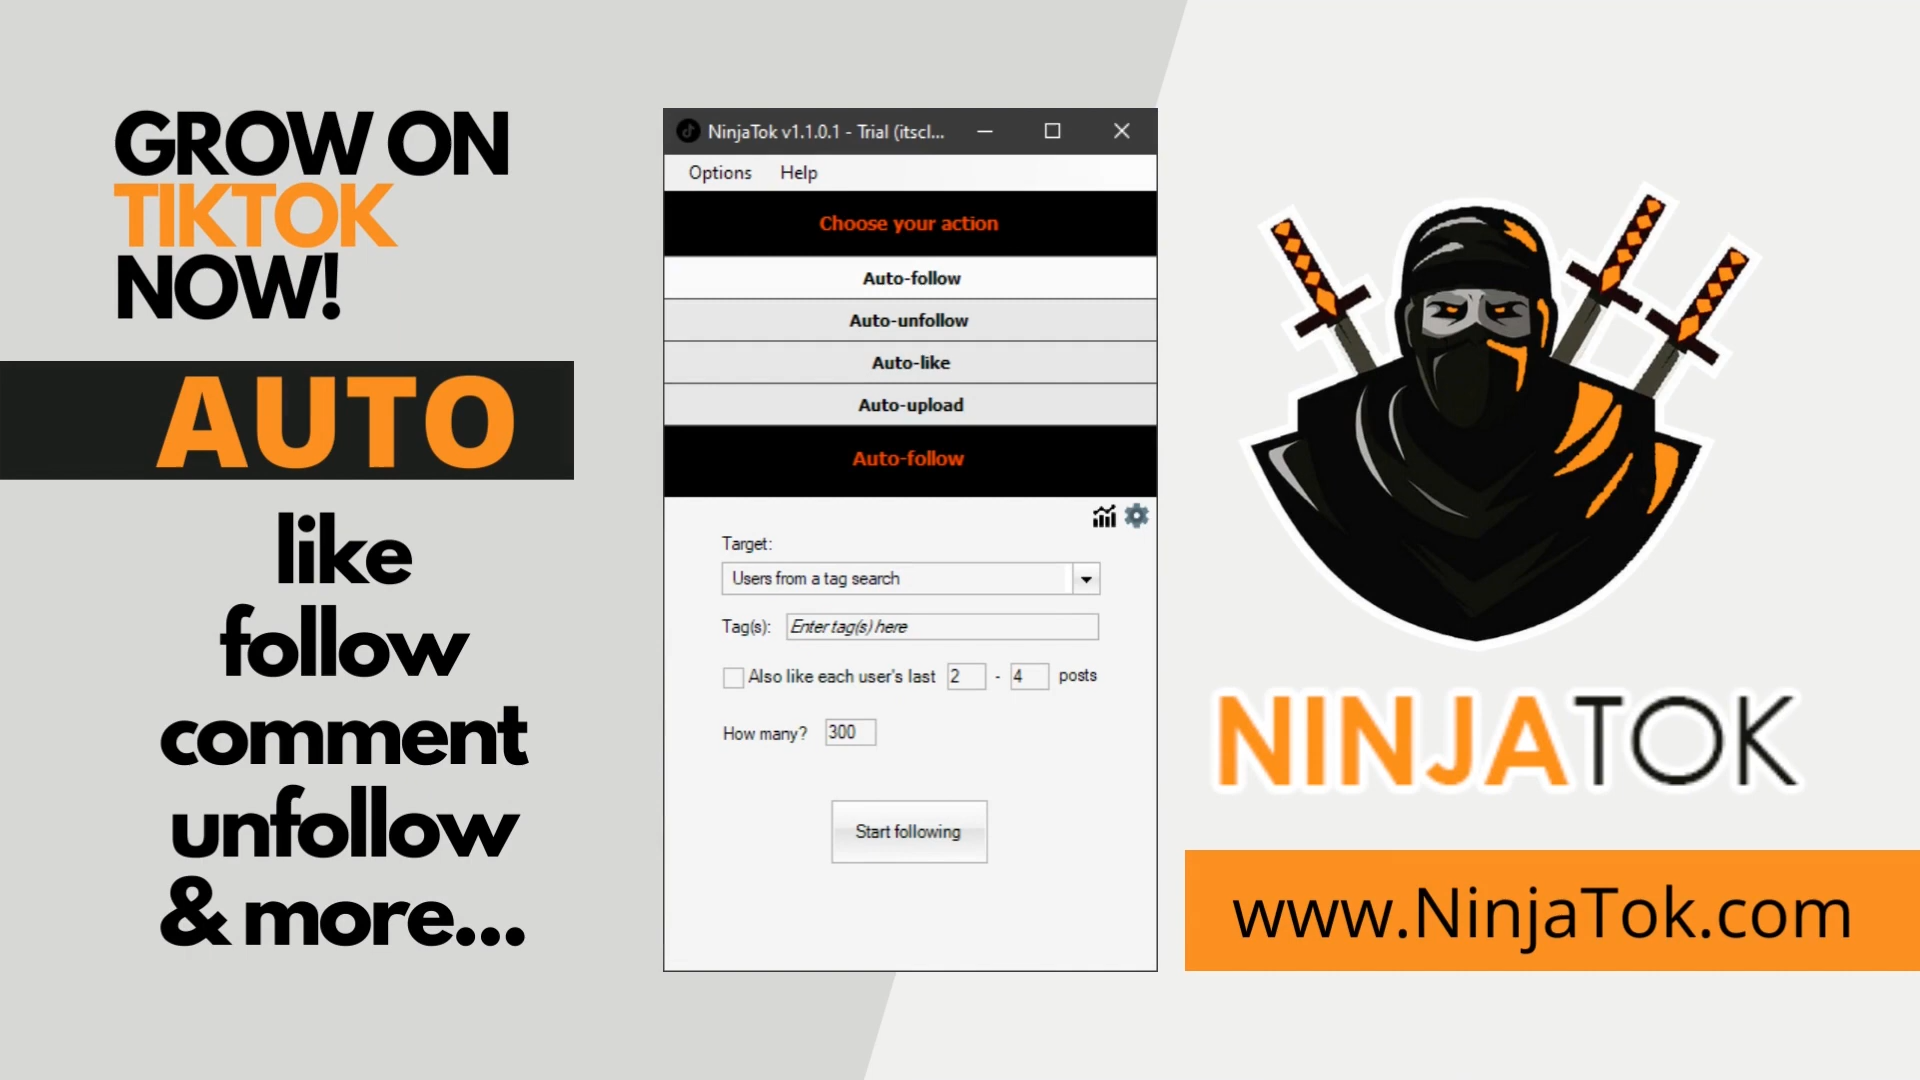 GROW ON
TIKTOK
NOW!
AUTO
like
follow
comment
unfollow
& more...
NinjaTok v1.1.0.1 - Trial (itscl...
Options Help
Choose your action
Auto-follow
Auto-unfollow
Auto-like
Auto-upload
Auto-follow
Target:
Users from a tag search
Tag(s): Enter tag(s) here
Also like each user's last 2 - 4 posts
How many? 300
Start following
NINJATOK
www.NinjaTok.com